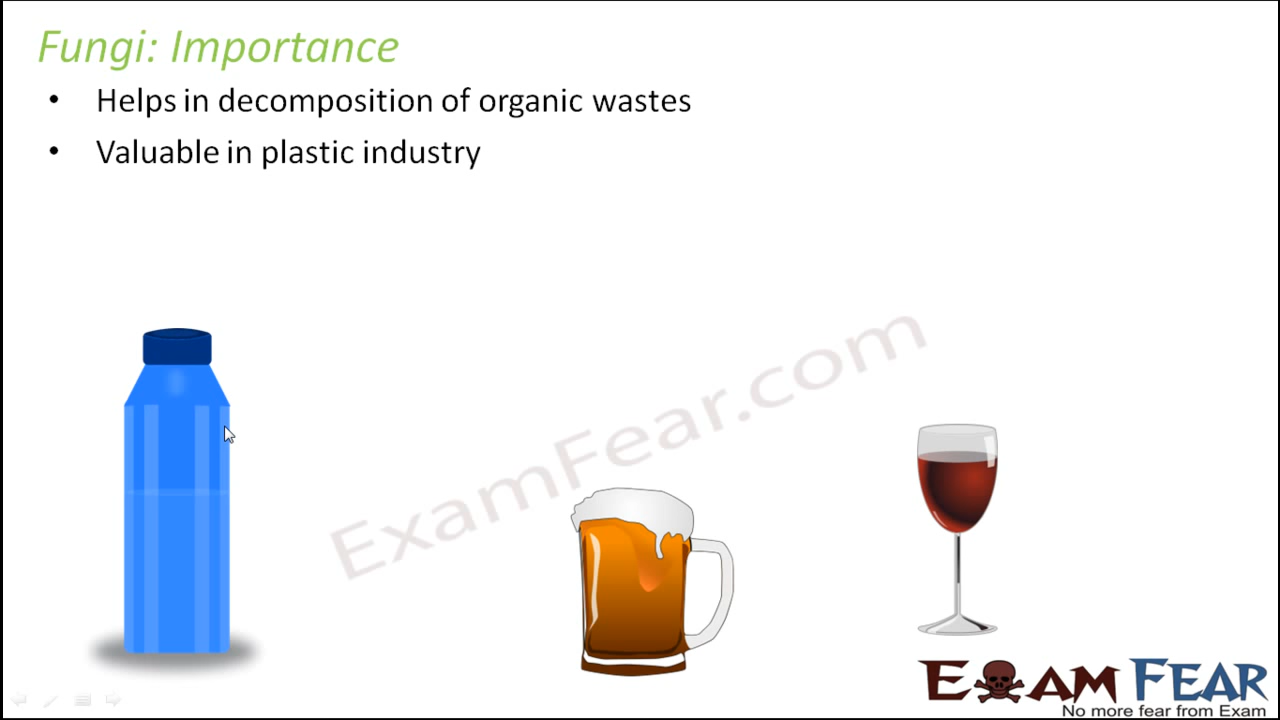 Fungi: Importance
• Helps in decomposition of organic wastes
• Valuable in plastic industry
ExamFear.com
EXAM FEAR
No more fear from Exam